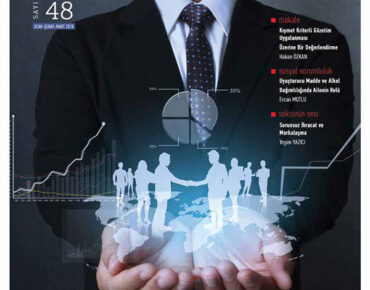 SAYI
48
OCAK-ŞUBAT-MART 2018
makale
Kıymet Kriterli Gözetim
Uygulanması
Üzerine Bir Değerlendirme
Hakan ÖZKAN
sosyal sorumluluk
Uyuşturucu Madde ve Alkol
Bağımlılığında Ailenin Rolü
Ercan MUTLU
sektörün sesi
Sorunsuz İhracat ve
Markalaşma
Yeşim YAZICI
35%